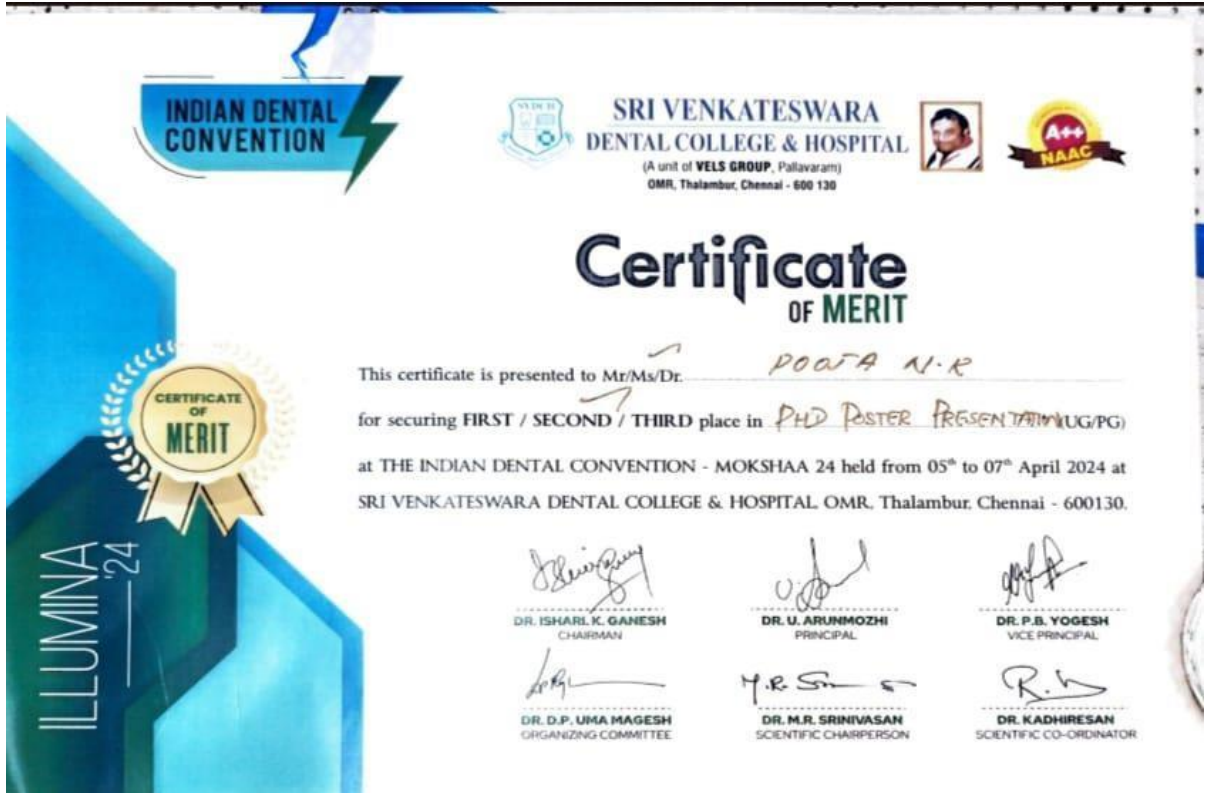 INDIAN DENTAL
CONVENTION
SVDCH
SRI VENKATESWARA
DENTAL COLLEGE & HOSPITAL
(A unit of VELS GROUP, Pallavaram)
OMR, Thalambur, Chennai - 600 130
A++
NAAC
Certificate
OF MERIT
CERTIFICATE
OF
MERIT
This certificate is presented to Mr/Ms/Dr. POOJA N.R
for securing FIRST / SECOND / THIRD place in PHD POSTER PRESENTATION (UG/PG)
at THE INDIAN DENTAL CONVENTION - MOKSHAA 24 held from 05th to 07th April 2024 at
SRI VENKATESWARA DENTAL COLLEGE & HOSPITAL, OMR, Thalambur, Chennai - 600130.
ILLUMINA
'24
DR. ISHARI. K. GANESH
CHAIRMAN
DR. U. ARUNMOZHI
PRINCIPAL
DR. P.B. YOGESH
VICE PRINCIPAL
DR. D.P. UMA MAGESH
ORGANIZING COMMITTEE
M.R. 
DR. M.R. SRINIVASAN
SCIENTIFIC CHAIRPERSON
DR. KADHIRESAN
SCIENTIFIC CO-ORDINATOR